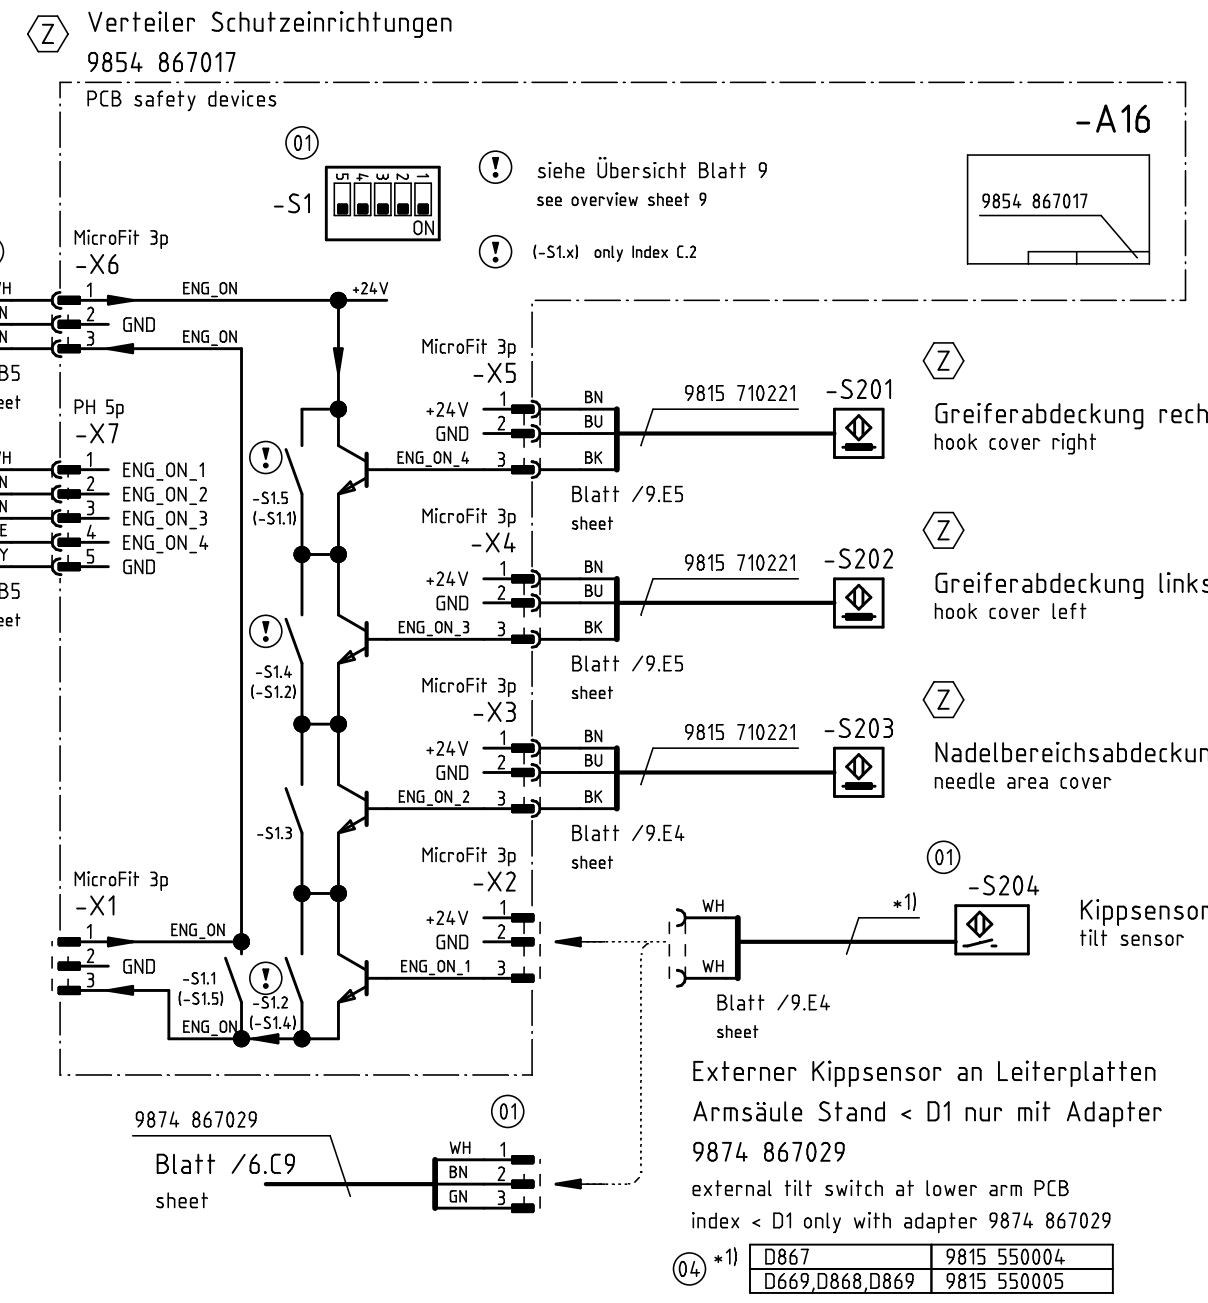 Z Verteiler Schutzeinrichtungen
9854 867017
PCB safety devices
-A16
01
-S1
5 4 3 2 1
ON
! siehe Übersicht Blatt 9
see overview sheet 9
! (-S1.x) only Index C.2
9854 867017
MicroFit 3p
-X6
1 ENG_ON +24V
2 GND
3 ENG_ON
B5
PH 5p
-X7
1 ENG_ON_1
2 ENG_ON_2
3 ENG_ON_3
4 ENG_ON_4
5 GND
B5
MicroFit 3p
-X5
+24V 1 BN
GND 2 BU
ENG_ON_4 3 BK
9815 710221
-S201
Z
Greiferabdeckung rech
hook cover right
Blatt /9.E5
sheet
!
-S1.5
(-S1.1)
MicroFit 3p
-X4
+24V 1 BN
GND 2 BU
ENG_ON_3 3 BK
9815 710221
-S202
Z
Greiferabdeckung links
hook cover left
Blatt /9.E5
sheet
!
-S1.4
(-S1.2)
MicroFit 3p
-X3
+24V 1 BN
GND 2 BU
ENG_ON_2 3 BK
9815 710221
-S203
Z
Nadelbereichsabdeckun
needle area cover
Blatt /9.E4
sheet
-S1.3
MicroFit 3p
-X2
+24V 1
GND 2
ENG_ON_1 3
WH
WH
*1)
01
-S204
Kippsensor
tilt sensor
Blatt /9.E4
sheet
MicroFit 3p
-X1
1 ENG_ON
2 GND
3
-S1.1
(-S1.5)
!
-S1.2
(-S1.4)
ENG_ON
9874 867029
Blatt /6.C9
sheet
01
WH 1
BN 2
GN 3
Externer Kippsensor an Leiterplatten
Armsäule Stand < D1 nur mit Adapter
9874 867029
external tilt switch at lower arm PCB
index < D1 only with adapter 9874 867029
04 *1) D867 9815 550004
D669,D868,D869 9815 550005